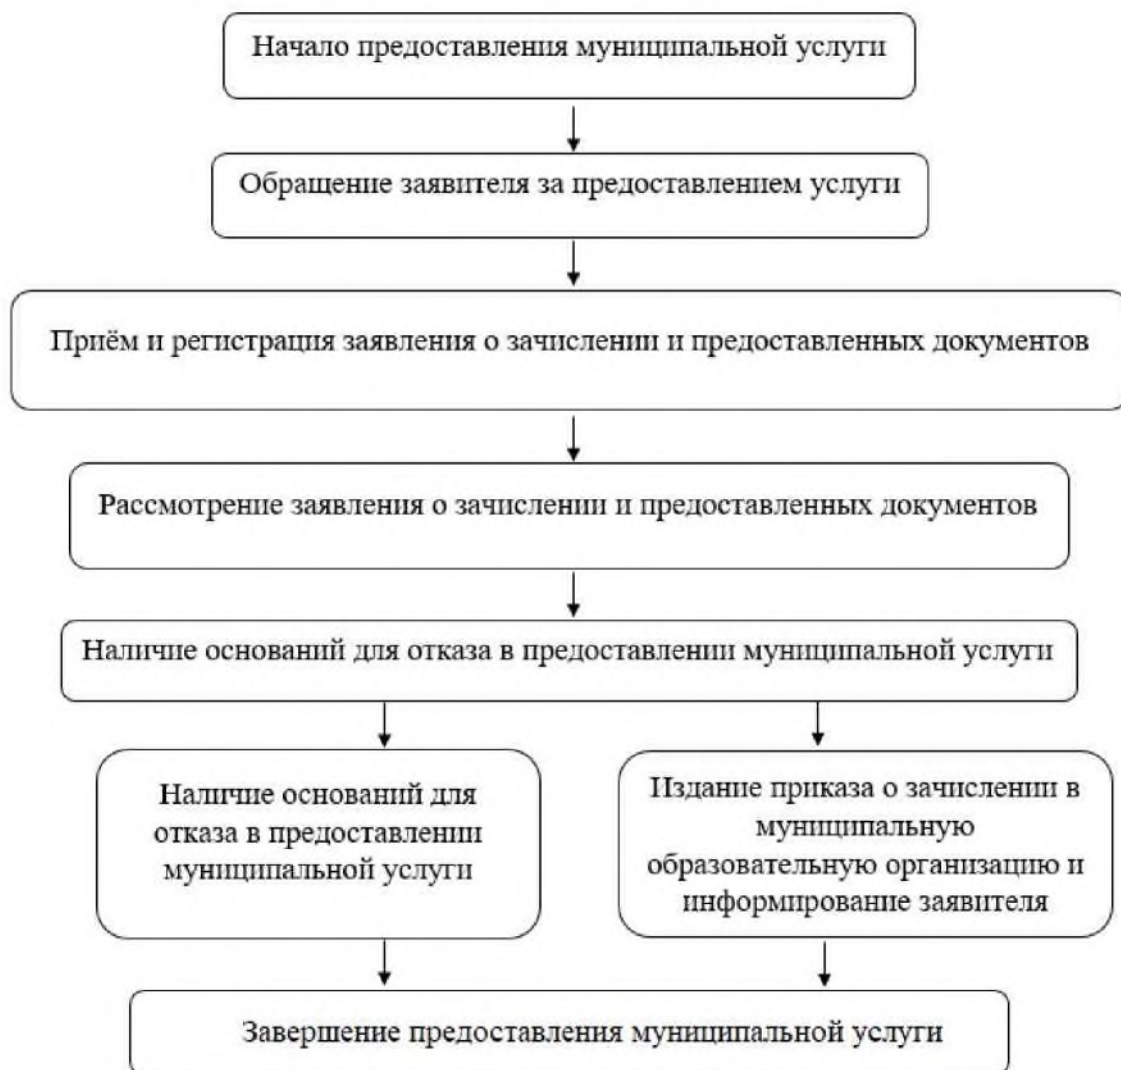 Начало предоставления муниципальной услуги
Обращение заявителя за предоставлением услуги
Приём и регистрация заявления о зачислении и предоставленных документов
Рассмотрение заявления о зачислении и предоставленных документов
Наличие оснований для отказа в предоставлении муниципальной услуги
Наличие оснований для
отказа в предоставлении
муниципальной услуги
Издание приказа о зачислении в
муниципальную
образовательную организацию и
информирование заявителя
Завершение предоставления муниципальной услуги